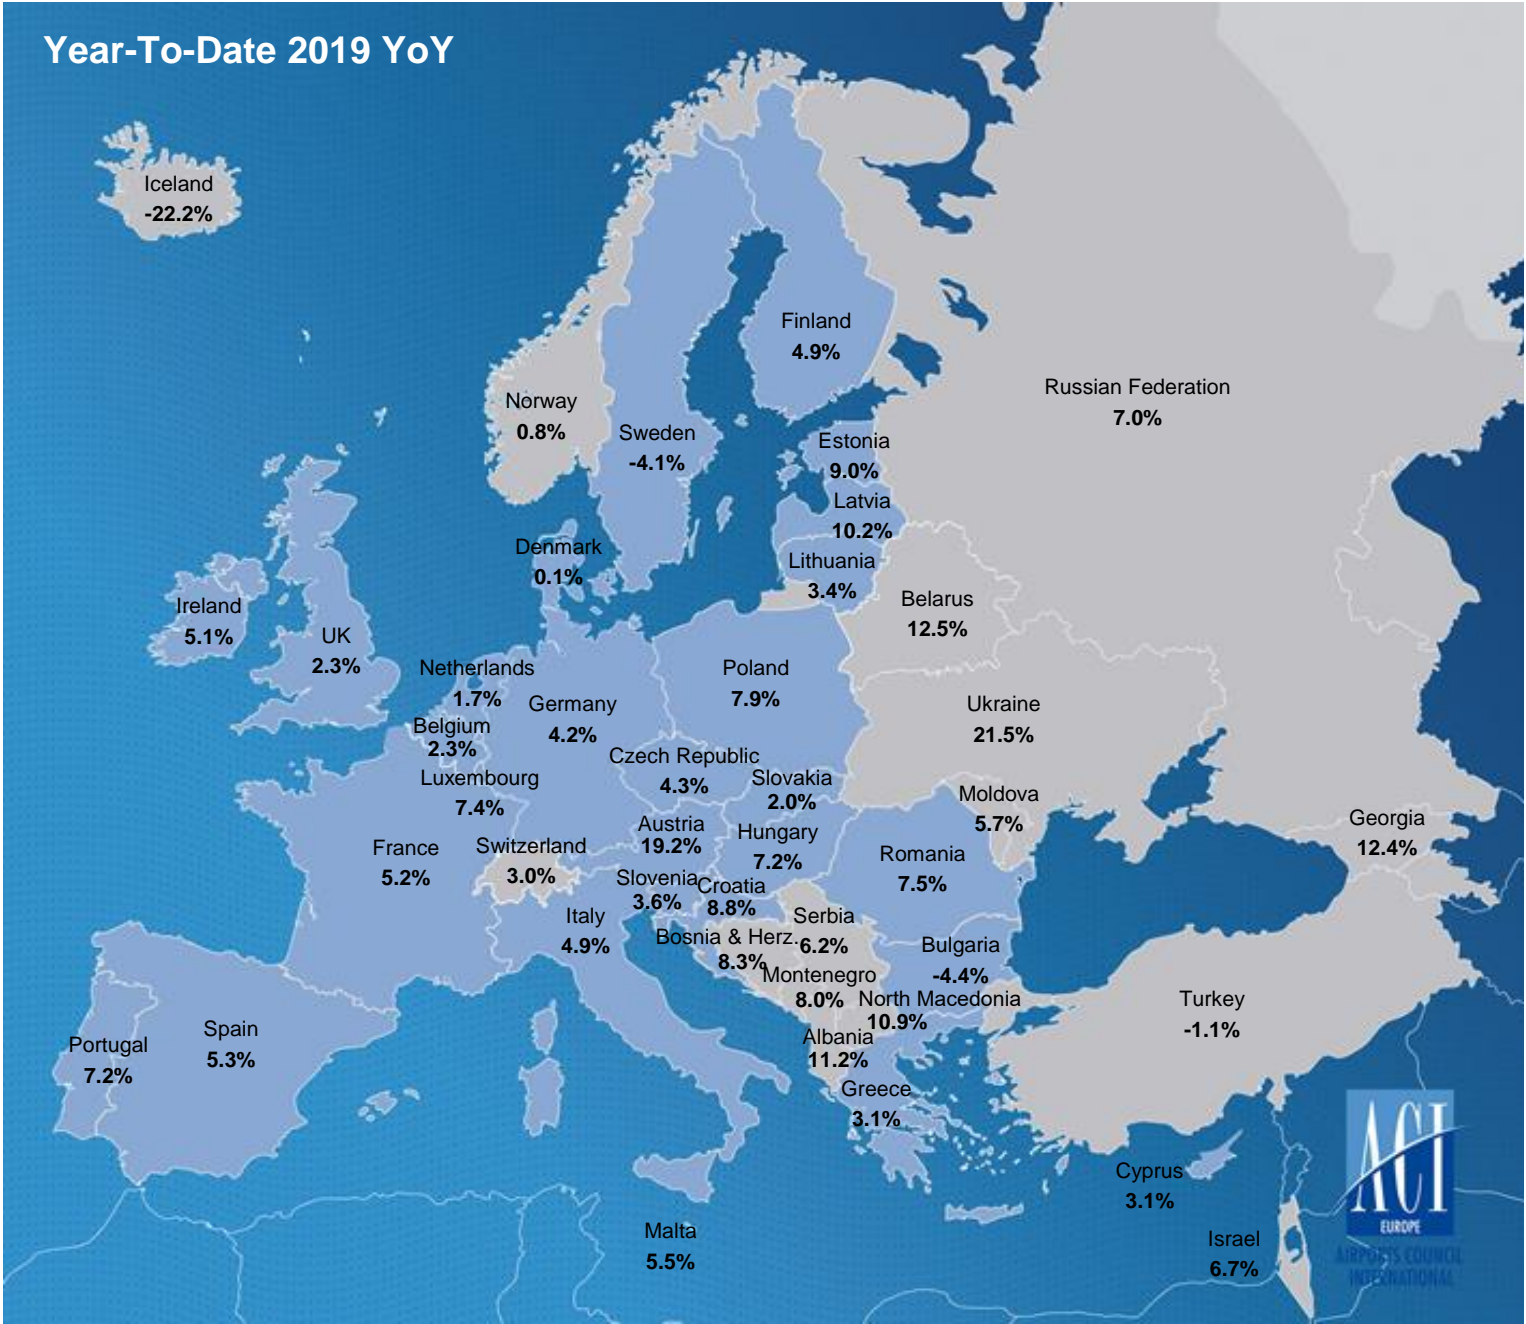 Year-To-Date 2019 YoY
Iceland
-22.2%
Finland
4.9%
Russian Federation
7.0%
Norway
0.8%
Sweden
-4.1%
Estonia
9.0%
Latvia
10.2%
Denmark
0.1%
Lithuania
3.4%
Belarus
12.5%
Ireland
5.1%
UK
2.3%
Netherlands
1.7%
Poland
7.9%
Germany
4.2%
Ukraine
21.5%
Belgium
2.3%
Czech Republic
4.3%
Luxembourg
7.4%
Slovakia
2.0%
Moldova
5.7%
Georgia
12.4%
Austria
19.2%
Hungary
7.2%
France
5.2%
Switzerland
3.0%
Romania
7.5%
Slovenia
3.6%
Croatia
8.8%
Italy
4.9%
Serbia
6.2%
Bosnia & Herz.
8.3%
Bulgaria
-4.4%
Montenegro
8.0%
North Macedonia
10.9%
Turkey
-1.1%
Spain
5.3%
Portugal
7.2%
Albania
11.2%
Greece
3.1%
Cyprus
3.1%
Malta
5.5%
Israel
6.7%
ACI
EUROPE
AIRPORTS COUNCIL
INTERNATIONAL